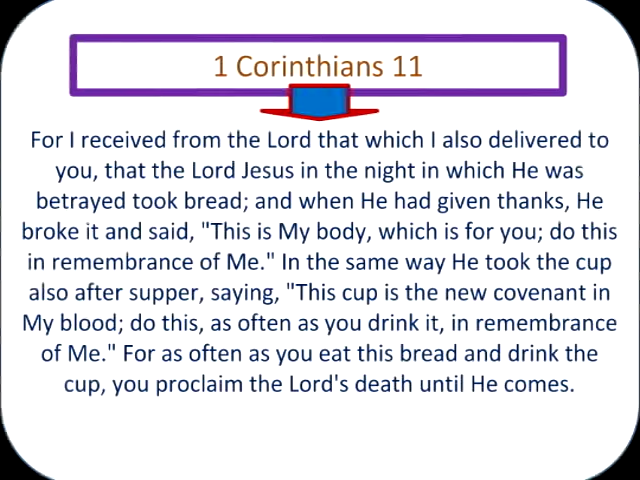 1 Corinthians 11
For I received from the Lord that which I also delivered to
you, that the Lord Jesus in the night in which He was
betrayed took bread; and when He had given thanks, He
broke it and said, "This is My body, which is for you; do this
in remembrance of Me." In the same way He took the cup
also after supper, saying, "This cup is the new covenant in
My blood; do this, as often as you drink it, in remembrance
of Me." For as often as you eat this bread and drink the
cup, you proclaim the Lord's death until He comes.